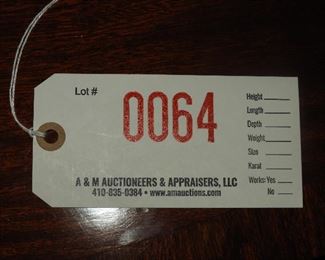 Lot #
0064
Height
Length
Depth
Weight
Size
Karat
Works: Yes
No
A & M AUCTIONEERS & APPRAISERS, LLC
410-835-0384 • www.amauctions.com